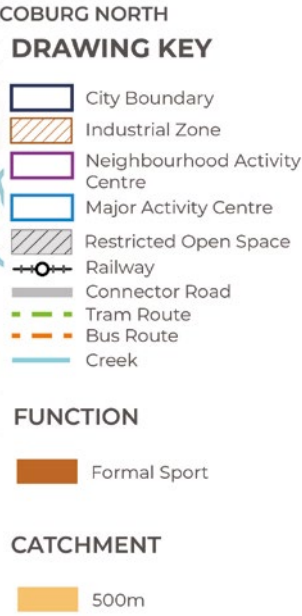 COBURG NORTH
DRAWING KEY
City Boundary
Industrial Zone
Neighbourhood Activity
Centre
Major Activity Centre
Restricted Open Space
Railway
Connector Road
Tram Route
Bus Route
Creek
FUNCTION
Formal Sport
CATCHMENT
500m